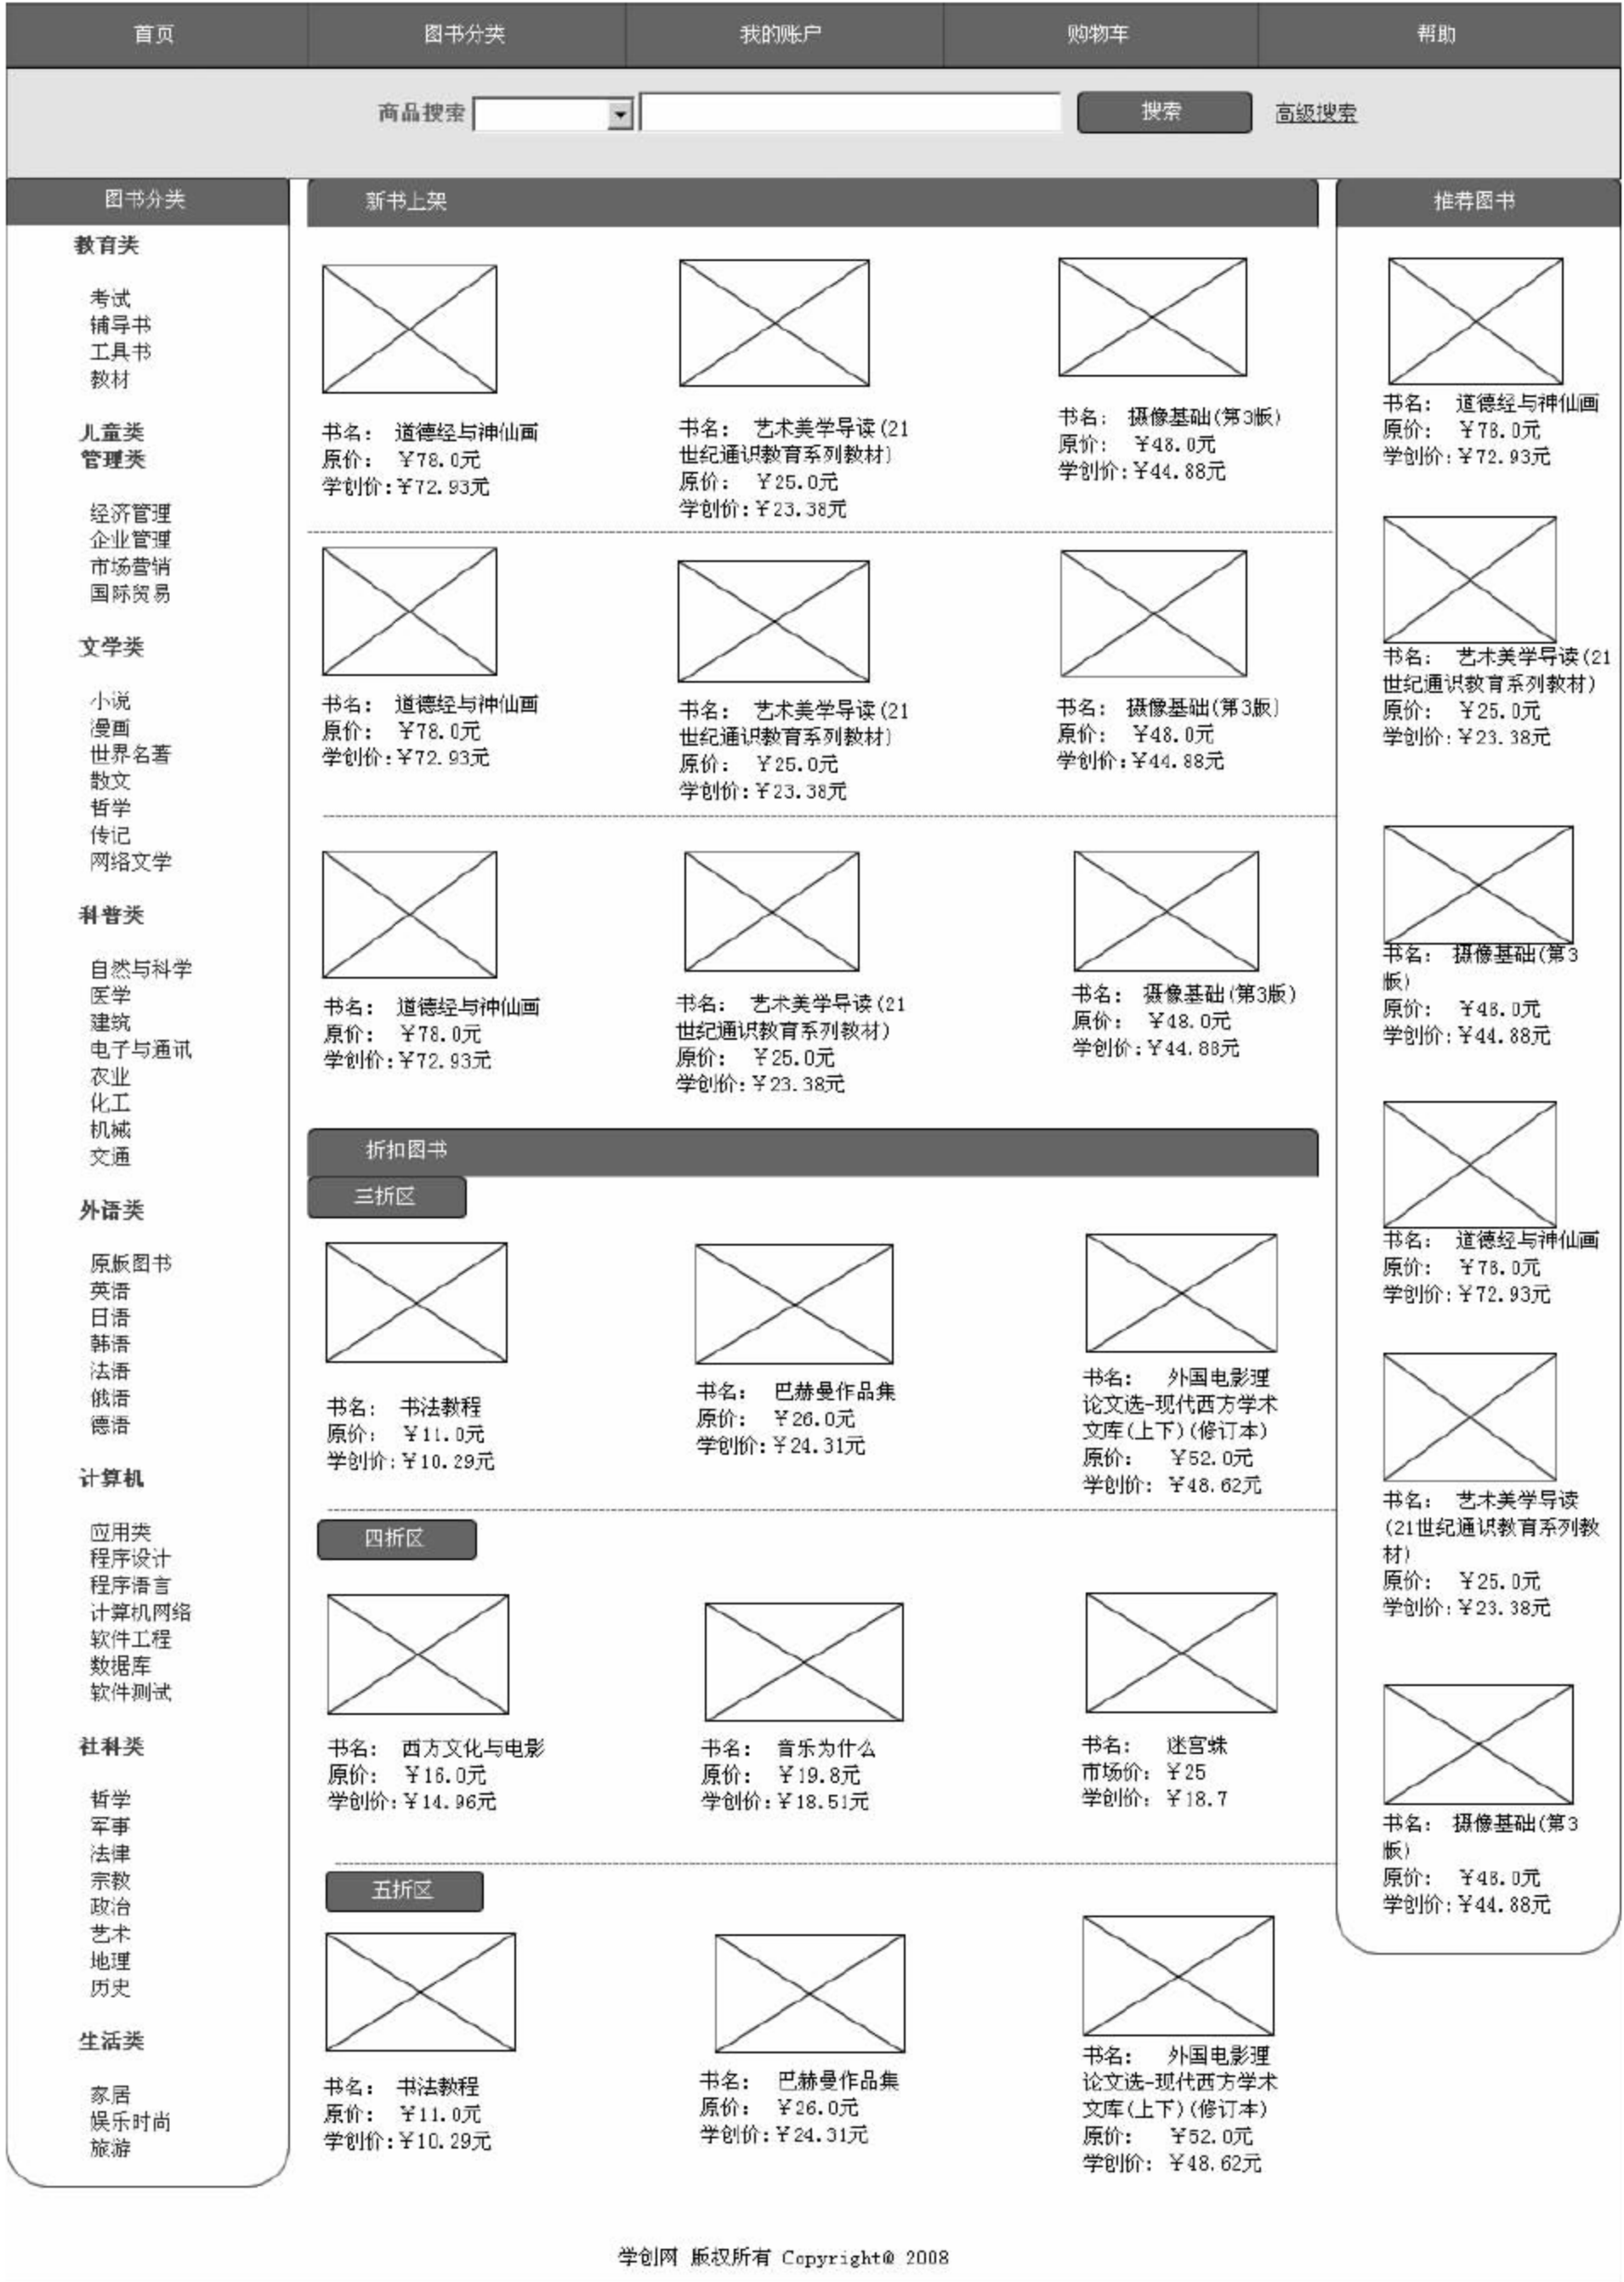 首页 图书分类 我的账户 购物车 帮助
商品搜索 搜索 高级搜索
图书分类
教育类
考试
辅导书
工具书
教材
儿童类
管理类
经济管理
企业管理
市场营销
国际贸易
文学类
小说
漫画
世界名著
散文
哲学
传记
网络文学
科普类
自然与科学
医学
建筑
电子与通讯
农业
化工
机械
交通
外语类
原版图书
英语
日语
韩语
法语
俄语
德语
计算机
应用类
程序设计
程序语言
计算机网络
软件工程
数据库
软件测试
社科类
哲学
军事
法律
宗教
政治
艺术
地理
历史
生活类
家居
娱乐时尚
旅游
新书上架
书名： 道德经与神仙画
原价： ￥78.0元
学创价:￥72.93元
书名： 艺术美学导读(21
世纪通识教育系列教材)
原价： ￥25.0元
学创价:￥23.38元
书名： 摄像基础(第3版)
原价： ￥48.0元
学创价:￥44.88元
书名： 道德经与神仙画
原价： ￥78.0元
学创价:￥72.93元
书名： 艺术美学导读(21
世纪通识教育系列教材)
原价： ￥25.0元
学创价:￥23.38元
书名： 摄像基础(第3版)
原价： ￥48.0元
学创价:￥44.88元
书名： 道德经与神仙画
原价： ￥78.0元
学创价:￥72.93元
书名： 艺术美学导读(21
世纪通识教育系列教材)
原价： ￥25.0元
学创价:￥23.38元
书名： 摄像基础(第3版)
原价： ￥48.0元
学创价:￥44.88元
折扣图书
三折区
书名： 书法教程
原价： ￥11.0元
学创价:￥10.29元
书名： 巴赫曼作品集
原价： ￥26.0元
学创价:￥24.31元
书名： 外国电影理
论文选-现代西方学术
文库(上下)(修订本)
原价： ￥52.0元
学创价: ￥48.62元
四折区
书名： 西方文化与电影
原价： ￥16.0元
学创价:￥14.96元
书名： 音乐为什么
原价： ￥19.8元
学创价:￥18.51元
书名： 迷宫蛛
市场价: ￥25
学创价: ￥18.7
五折区
书名： 书法教程
原价： ￥11.0元
学创价:￥10.29元
书名： 巴赫曼作品集
原价： ￥26.0元
学创价:￥24.31元
书名： 外国电影理
论文选-现代西方学术
文库(上下)(修订本)
原价： ￥52.0元
学创价: ￥48.62元
推荐图书
书名： 道德经与神仙画
原价： ￥78.0元
学创价:￥72.93元
书名： 艺术美学导读(21
世纪通识教育系列教材)
原价： ￥25.0元
学创价:￥23.38元
书名： 摄像基础(第3
版)
原价： ￥48.0元
学创价:￥44.88元
书名： 道德经与神仙画
原价： ￥78.0元
学创价:￥72.93元
书名： 艺术美学导读
(21世纪通识教育系列教
材)
原价： ￥25.0元
学创价:￥23.38元
书名： 摄像基础(第3
版)
原价： ￥48.0元
学创价:￥44.88元
学创网 版权所有 Copyright@ 2008